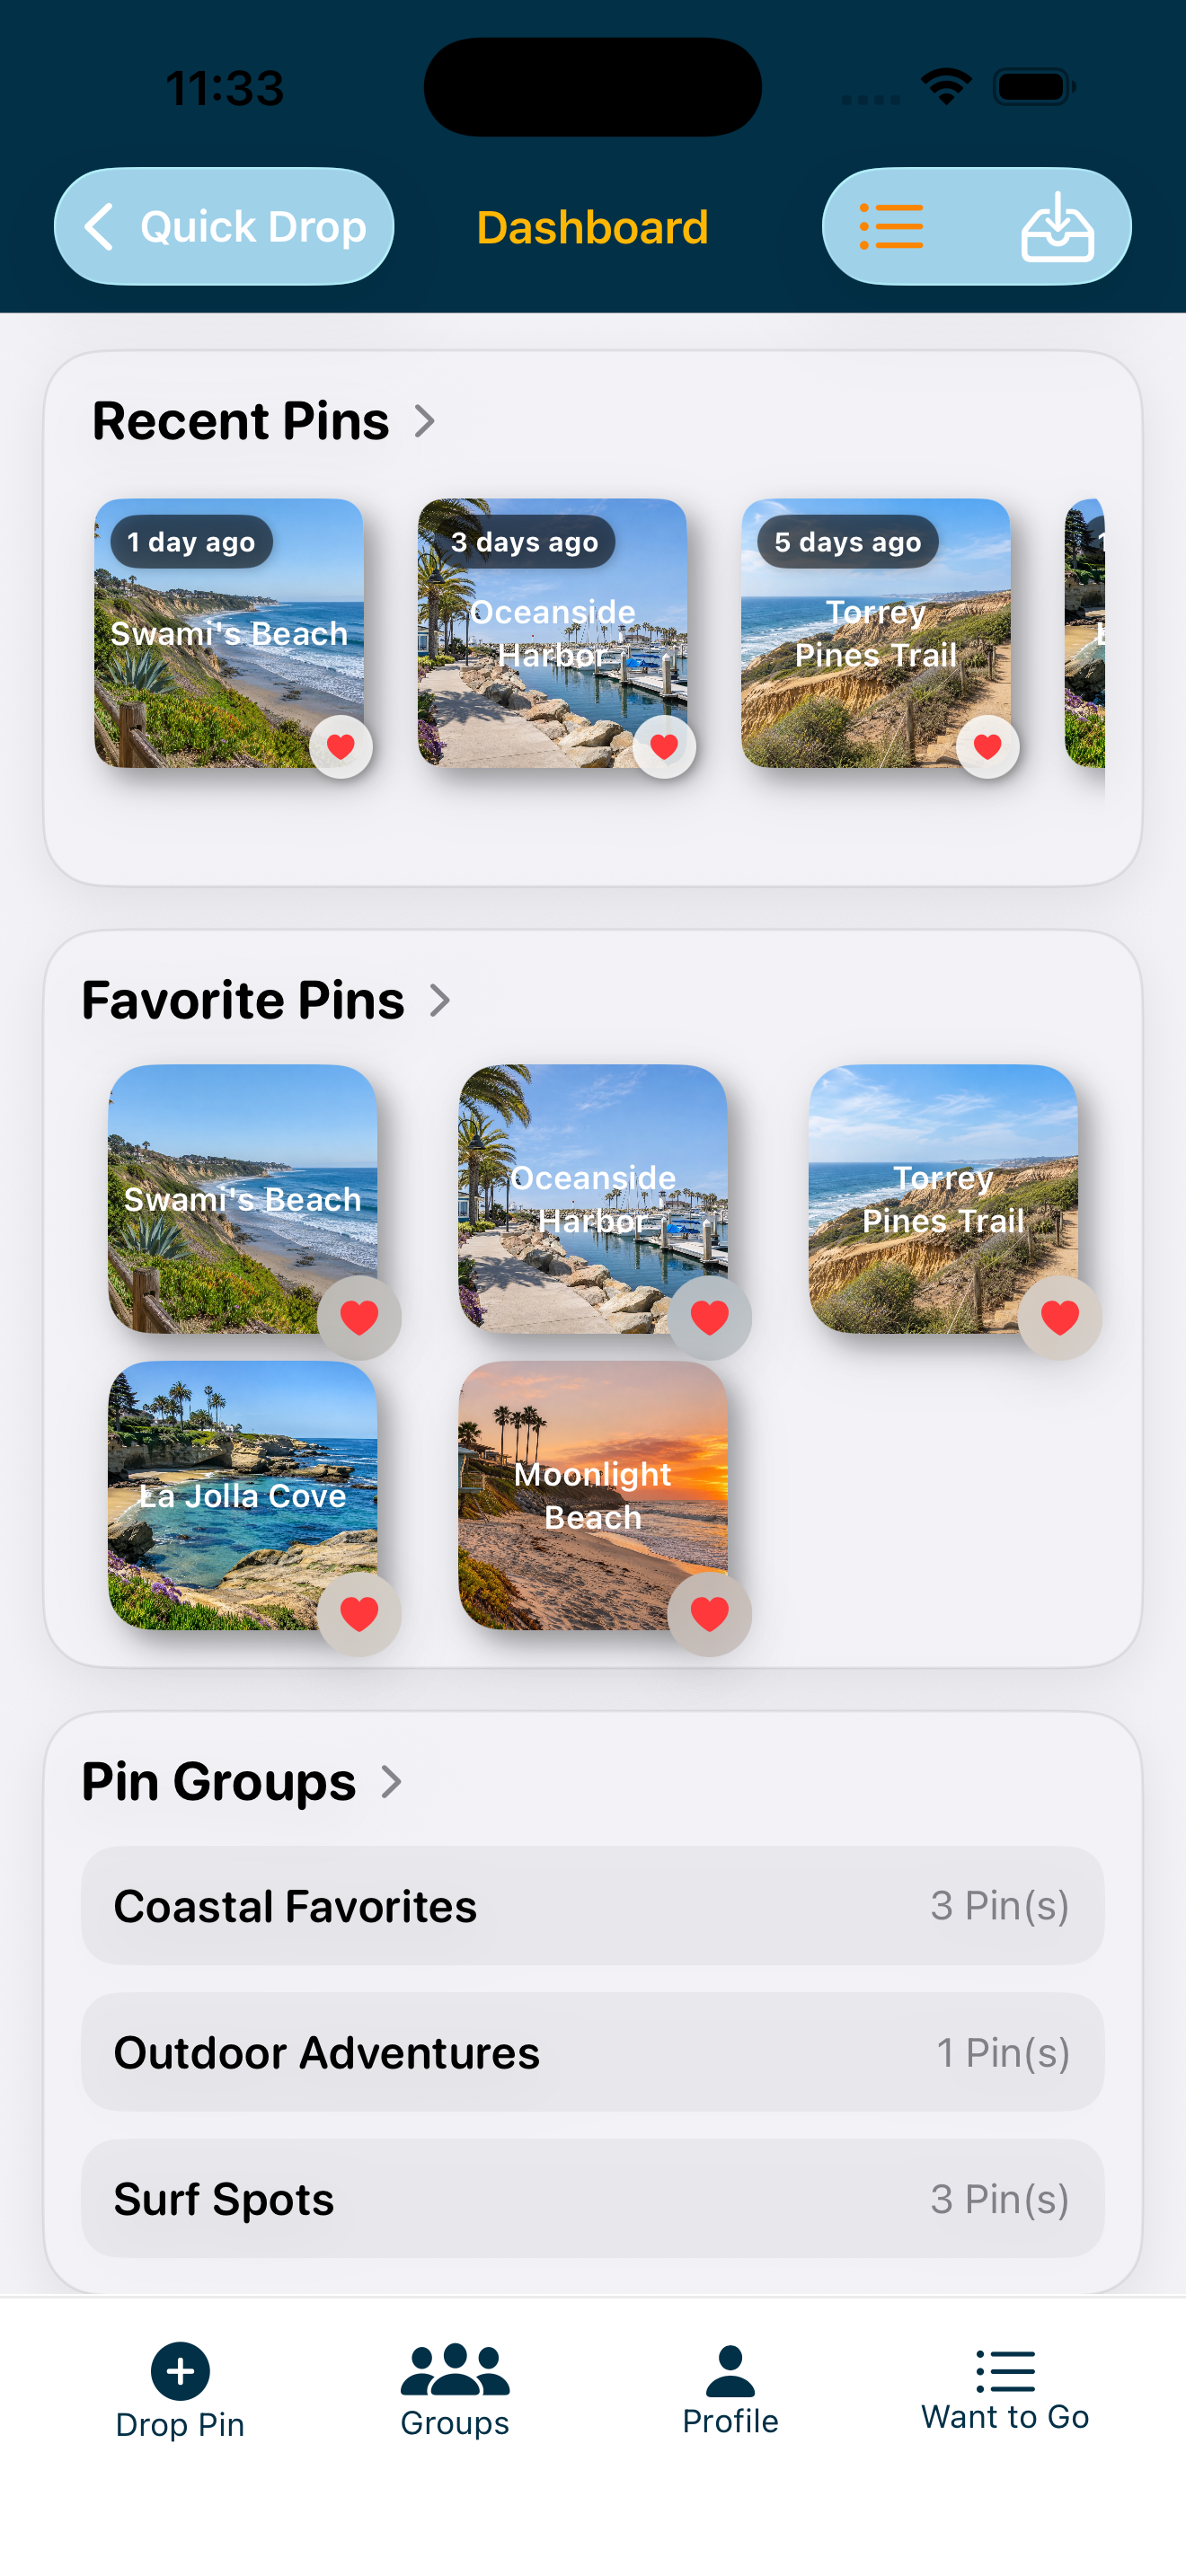 11:33
Quick Drop
Dashboard
Recent Pins
1 day ago
Swami's Beach
3 days ago
Oceanside
Harbor
5 days ago
Torrey
Pines Trail
Favorite Pins
Swami's Beach
Oceanside
Harbor
Torrey
Pines Trail
La Jolla Cove
Moonlight
Beach
Pin Groups
Coastal Favorites
3 Pin(s)
Outdoor Adventures
1 Pin(s)
Surf Spots
3 Pin(s)
Drop Pin
Groups
Profile
Want to Go